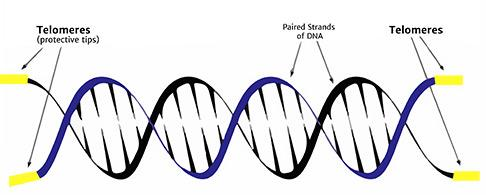 Telomeres
(protective tips)
Paired Strands
of DNA
Telomeres